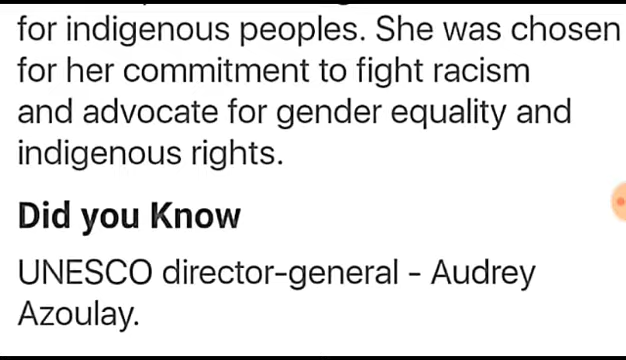 for indigenous peoples. She was chosen
for her commitment to fight racism
and advocate for gender equality and
indigenous rights.
Did you Know
UNESCO director-general - Audrey
Azoulay.